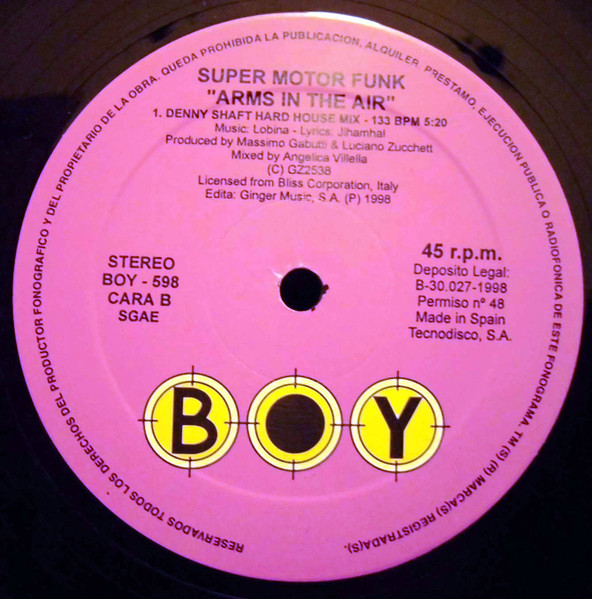 RESERVADOS TODOS LOS DERECHOS DEL PRODUCTOR FONOGRAFICO Y DEL PROPIETARIO DE LA OBRA. QUEDA PROHIBIDA LA PUBLICACION, ALQUILER, PRESTAMO, EJECUCION PUBLICA O RADIOFONICA DE ESTE FONOGRAMA. TM (S) (R) MARCA(S) REGISTRADA(S).
SUPER MOTOR FUNK
"ARMS IN THE AIR"
1. DENNY SHAFT HARD HOUSE MIX - 133 BPM 5:20
Music: Lobina - Lyrics: Jihamhal
Produced by Massimo Gabutti & Luciano Zucchett
Mixed by Angelica Villella
(C) GZ2538
Licensed from Bliss Corporation, Italy
Edita: Ginger Music, S.A. (P) 1998
STEREO
BOY - 598
CARA B
SGAE
45 r.p.m.
Deposito Legal:
B-30.027-1998
Permiso nº 48
Made in Spain
Tecnodisco, S.A.
BOY